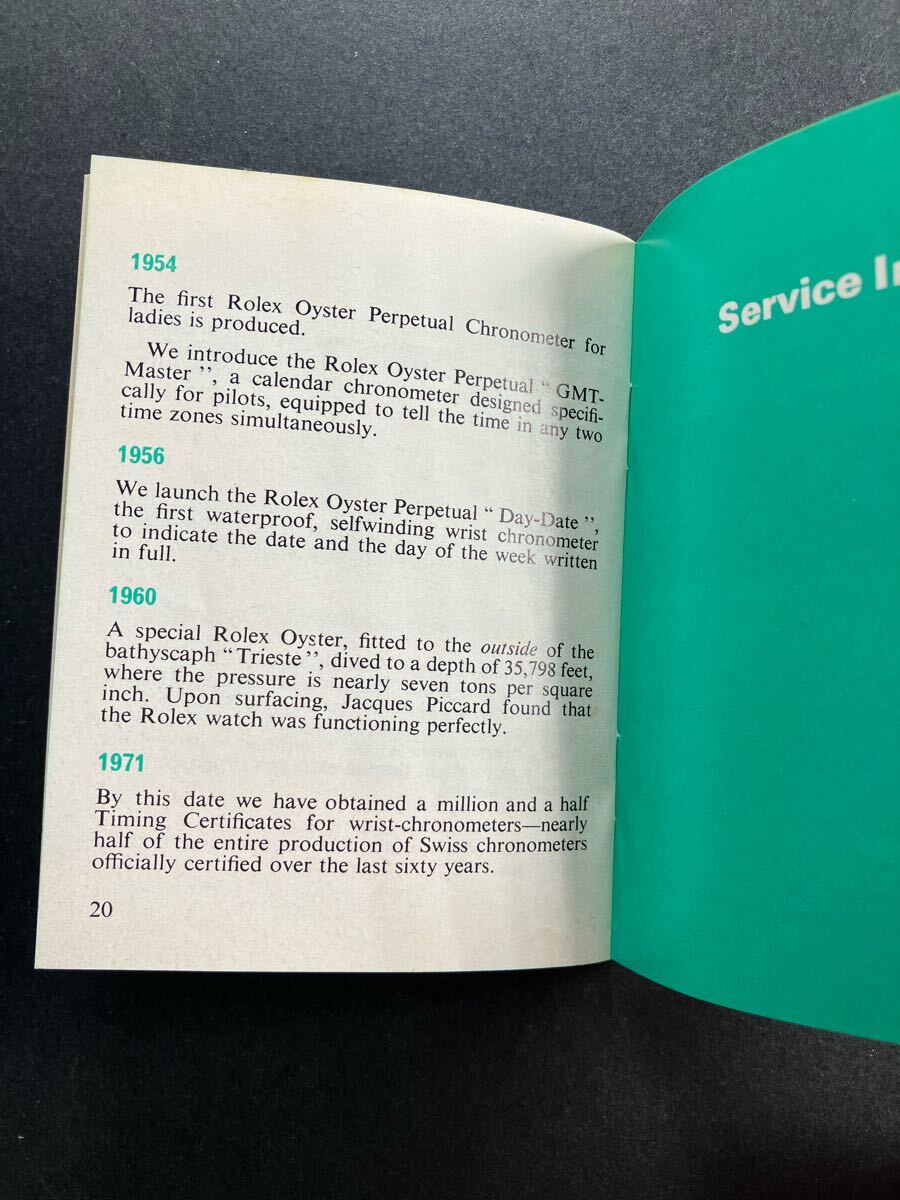 1954
The first Rolex Oyster Perpetual Chronometer for
ladies is produced.
We introduce the Rolex Oyster Perpetual “ GMT-
Master ”, a calendar chronometer designed specifi-
cally for pilots, equipped to tell the time in any two
time zones simultaneously.
1956
We launch the Rolex Oyster Perpetual “ Day-Date ”,
the first waterproof, selfwinding wrist chronometer
to indicate the date and the day of the week written
in full.
1960
A special Rolex Oyster, fitted to the outside of the
bathyscaph “Trieste”, dived to a depth of 35,798 feet,
where the pressure is nearly seven tons per square
inch. Upon surfacing, Jacques Piccard found that
the Rolex watch was functioning perfectly.
1971
By this date we have obtained a million and a half
Timing Certificates for wrist-chronometers—nearly
half of the entire production of Swiss chronometers
officially certified over the last sixty years.
20
Service